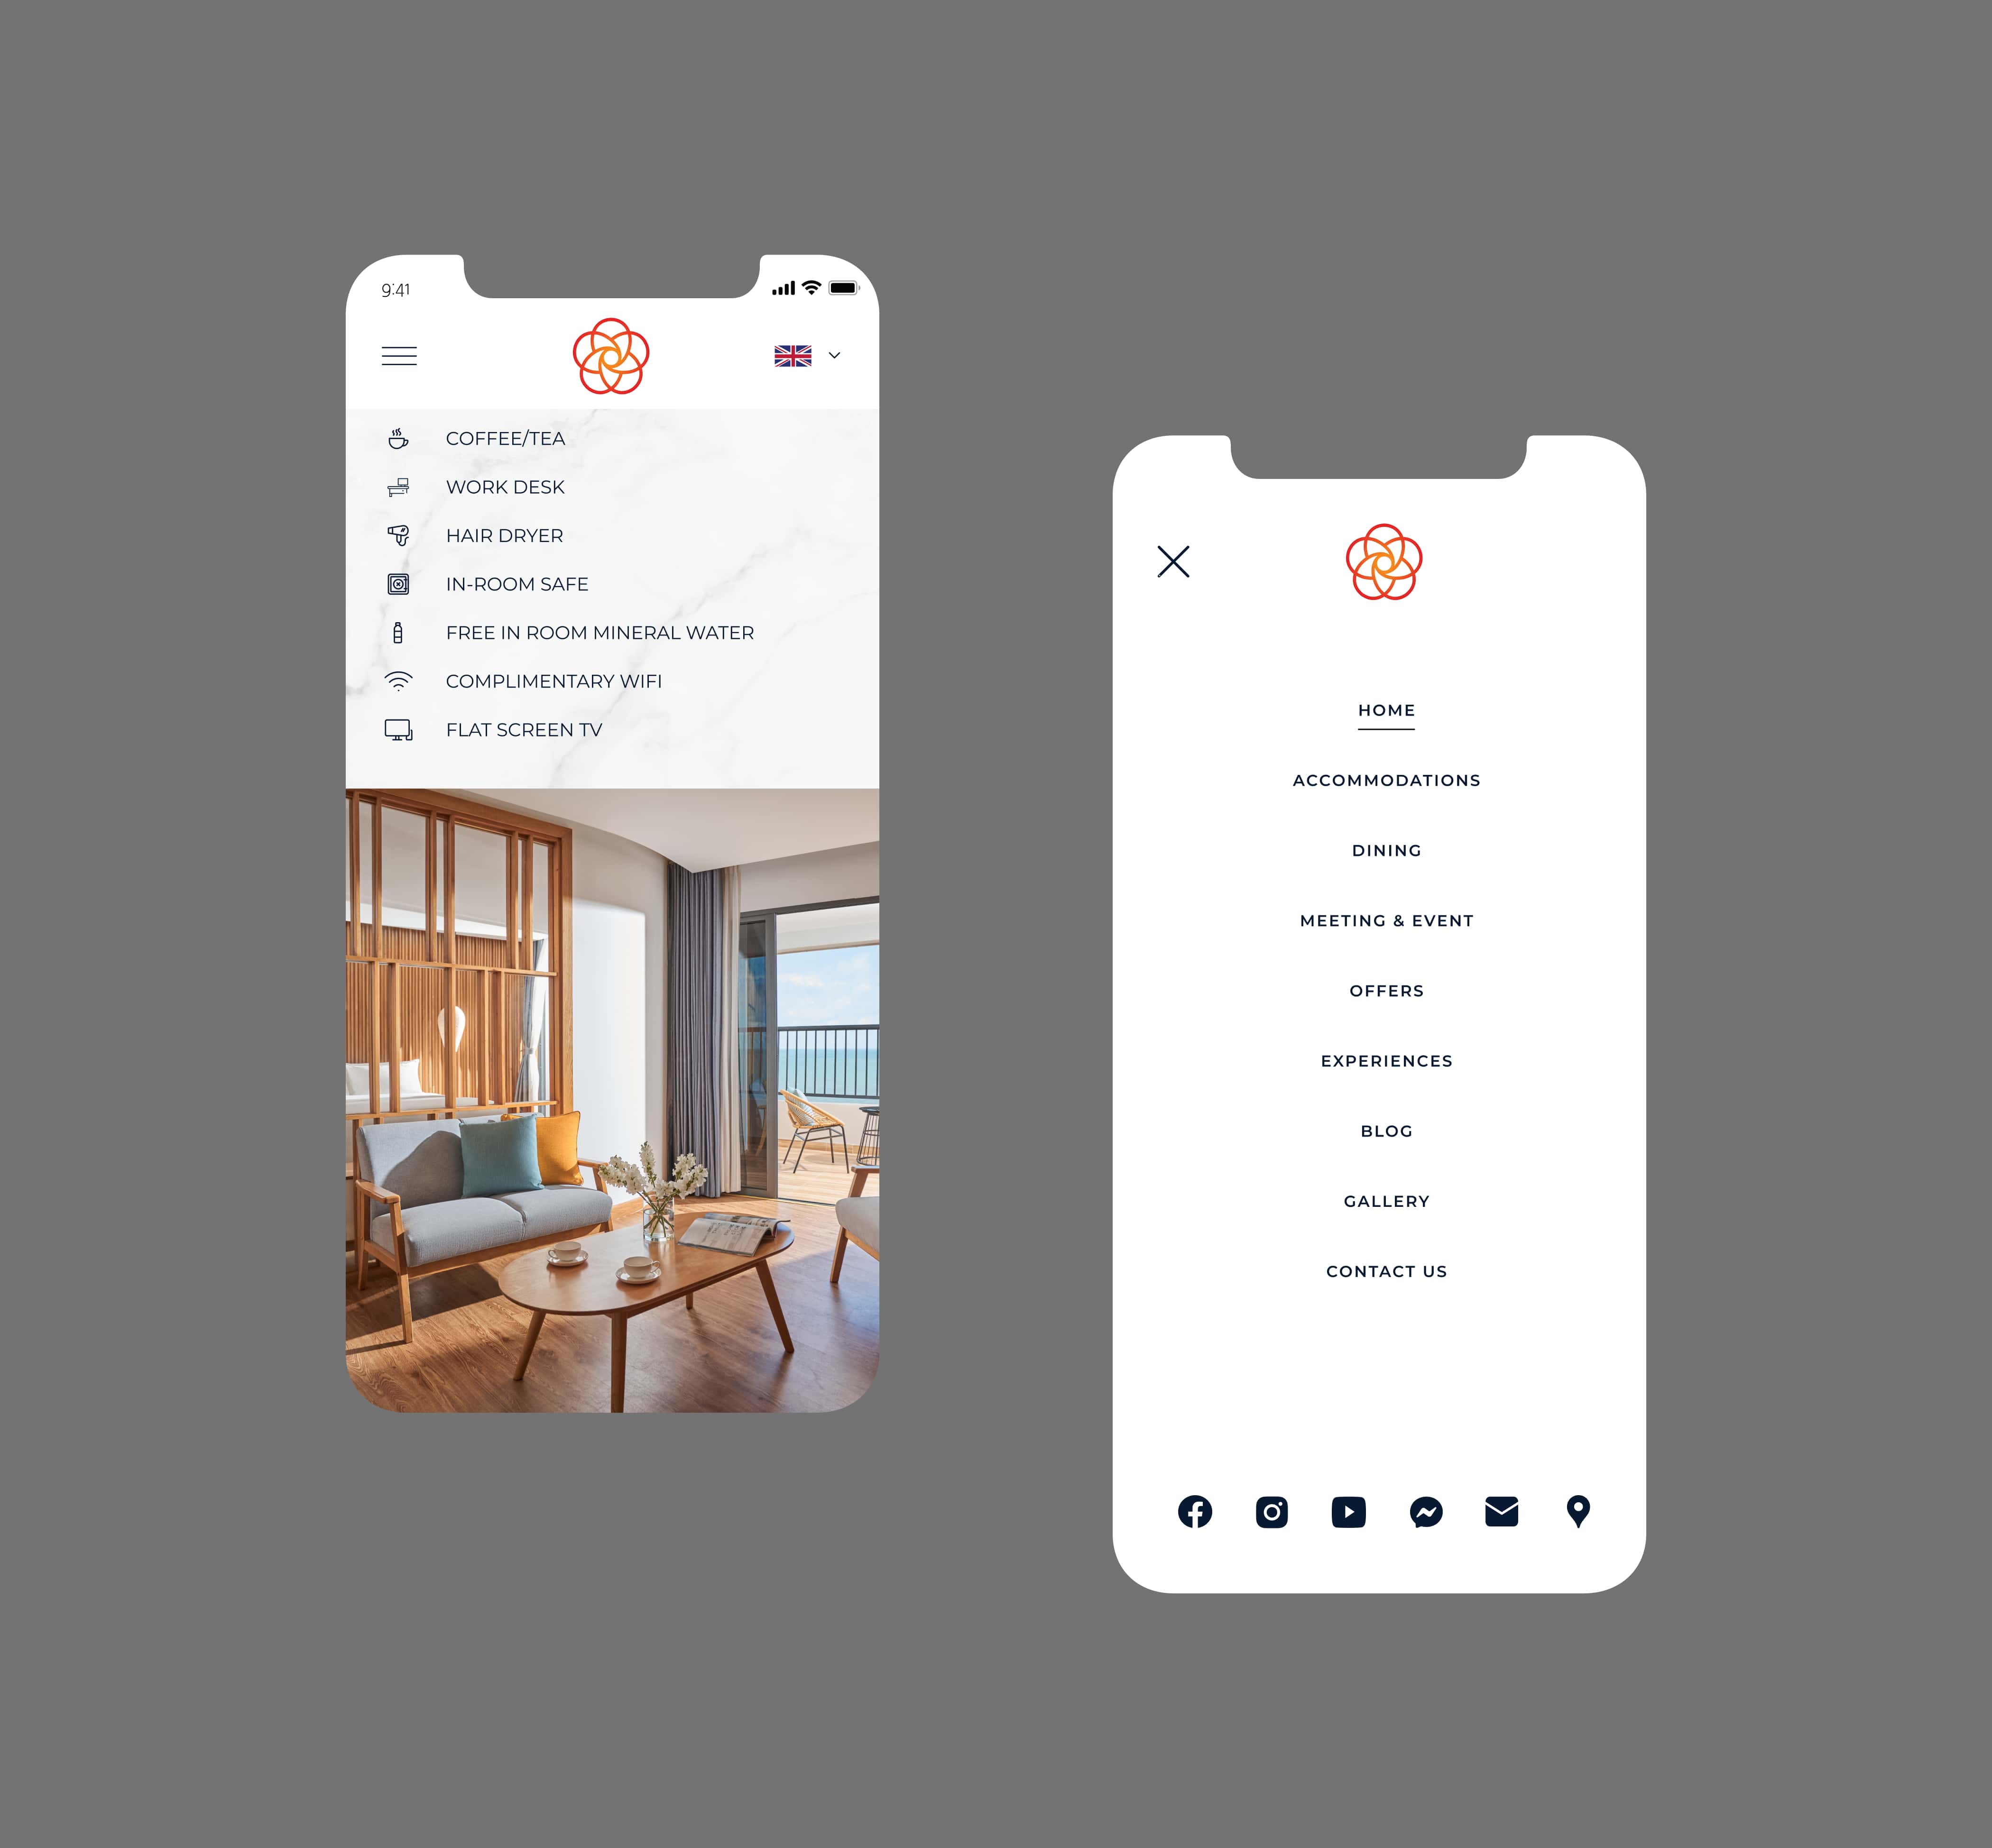 9:41
COFFEE/TEA
WORK DESK
HAIR DRYER
IN-ROOM SAFE
FREE IN ROOM MINERAL WATER
COMPLIMENTARY WIFI
FLAT SCREEN TV
HOME
ACCOMMODATIONS
DINING
MEETING & EVENT
OFFERS
EXPERIENCES
BLOG
GALLERY
CONTACT US